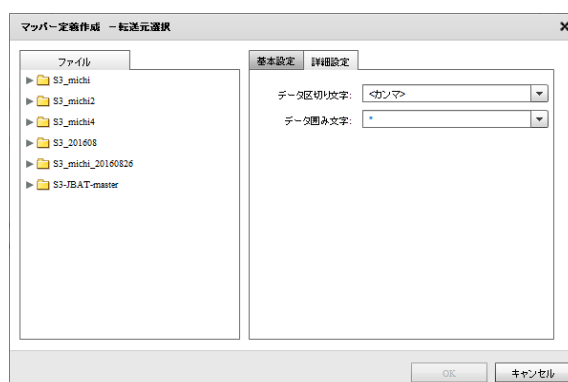 マッパー定義作成 －転送元選択
ファイル
S3_michi
S3_michi2
S3_michi4
S3_201608
S3_michi_20160826
S3-JBAT-master
基本設定 詳細設定
データ区切り文字: <カンマ>
データ囲み文字: "
OK キャンセル